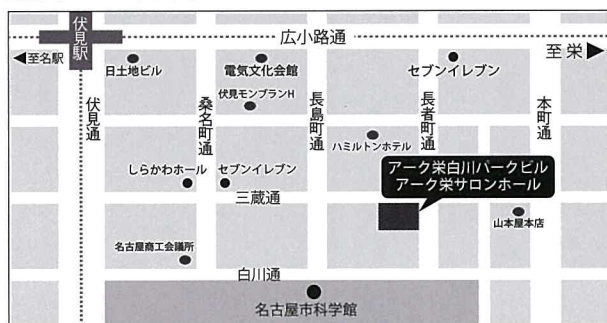 伏見駅
広小路通
至名駅
至栄
日土地ビル
電気文化会館
セブンイレブン
伏見モンブランH
伏見通
桑名町通
長島町通
長者町通
本町通
ハミルトンホテル
しらかわホール
セブンイレブン
アーク栄白川パークビル
アーク栄サロンホール
三蔵通
山本屋本店
名古屋商工会議所
白川通
名古屋市科学館